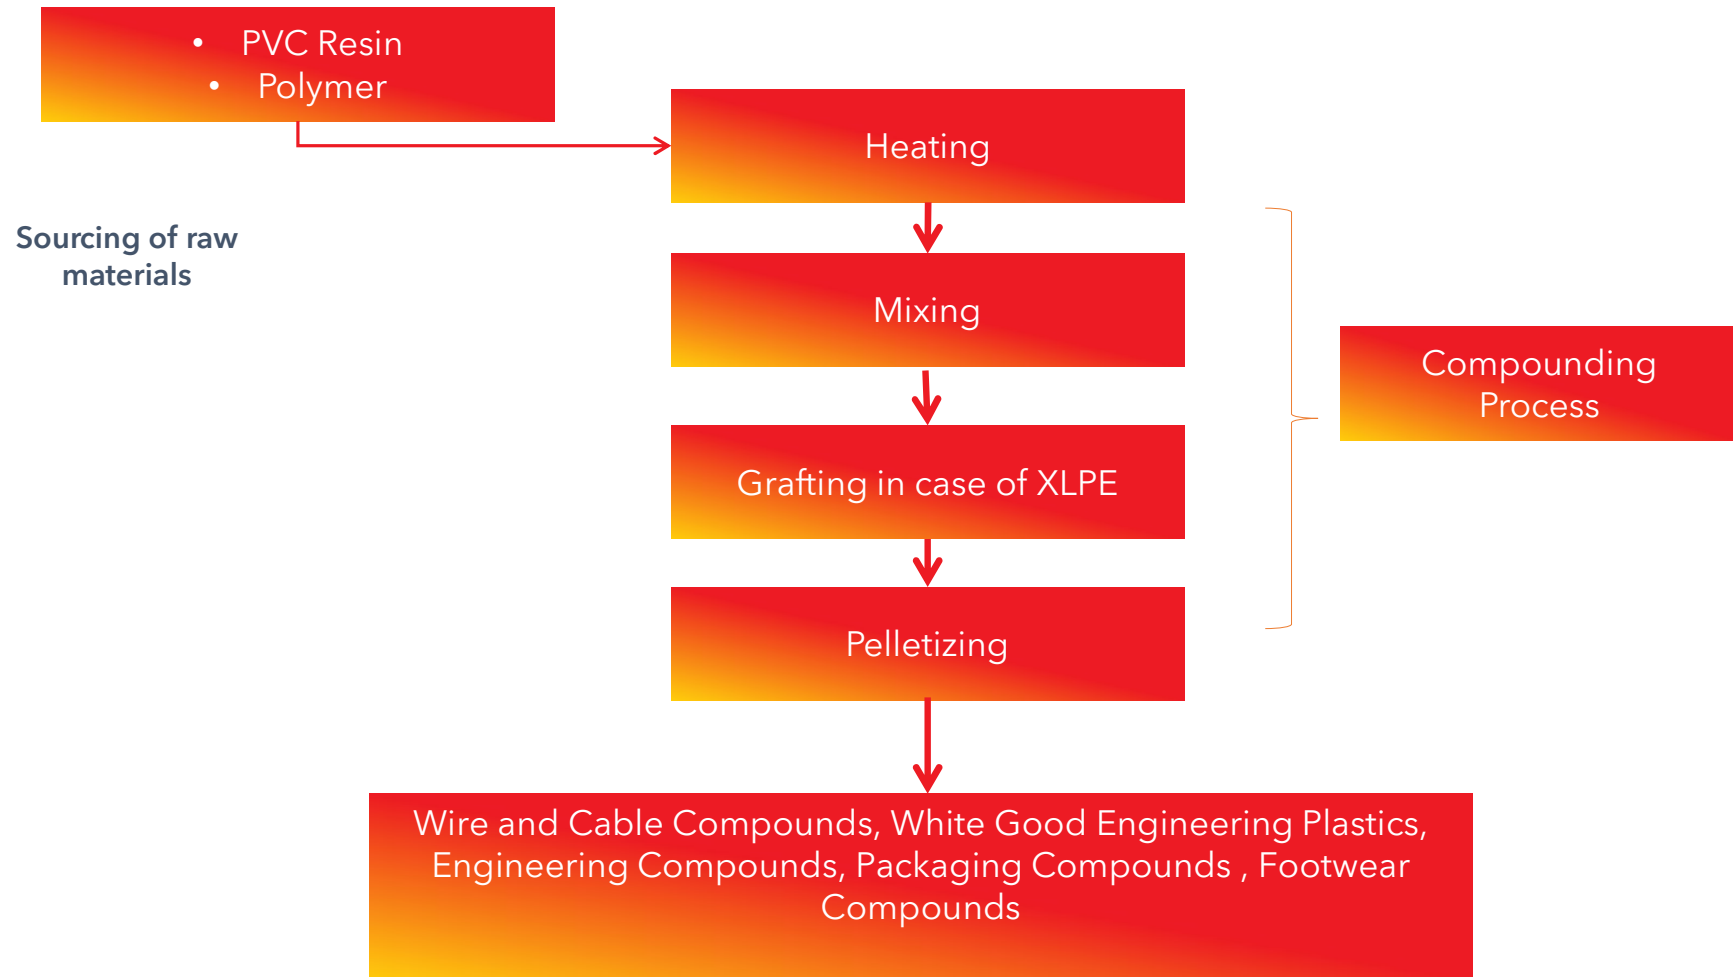 • PVC Resin
• Polymer
Heating
Sourcing of raw
materials
Mixing
Compounding
Process
Grafting in case of XLPE
Pelletizing
Wire and Cable Compounds, White Good Engineering Plastics,
Engineering Compounds, Packaging Compounds , Footwear
Compounds